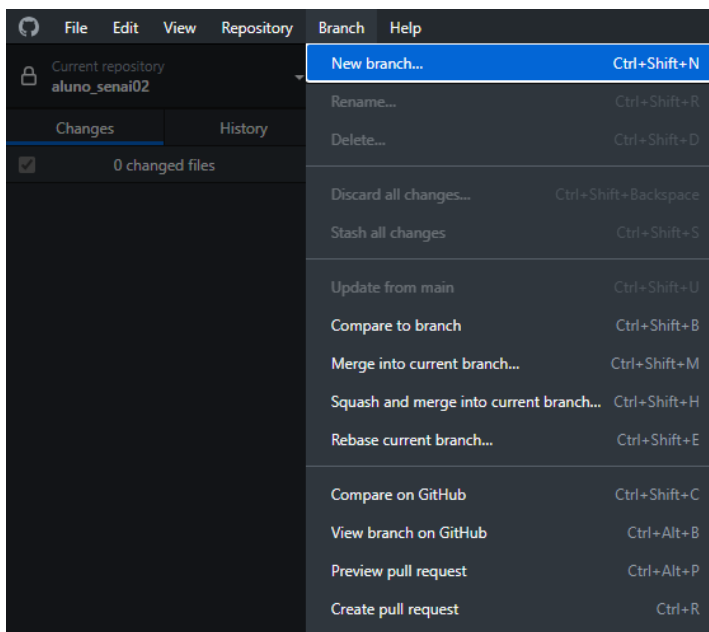 File Edit View Repository Branch Help
Current repository
aluno_senai02
Changes History
0 changed files
New branch... Ctrl+Shift+N
Rename... Ctrl+Shift+R
Delete... Ctrl+Shift+D
Discard all changes... Ctrl+Shift+Backspace
Stash all changes Ctrl+Shift+S
Update from main Ctrl+Shift+U
Compare to branch Ctrl+Shift+B
Merge into current branch... Ctrl+Shift+M
Squash and merge into current branch... Ctrl+Shift+H
Rebase current branch... Ctrl+Shift+E
Compare on GitHub Ctrl+Shift+C
View branch on GitHub Ctrl+Alt+B
Preview pull request Ctrl+Alt+P
Create pull request Ctrl+R